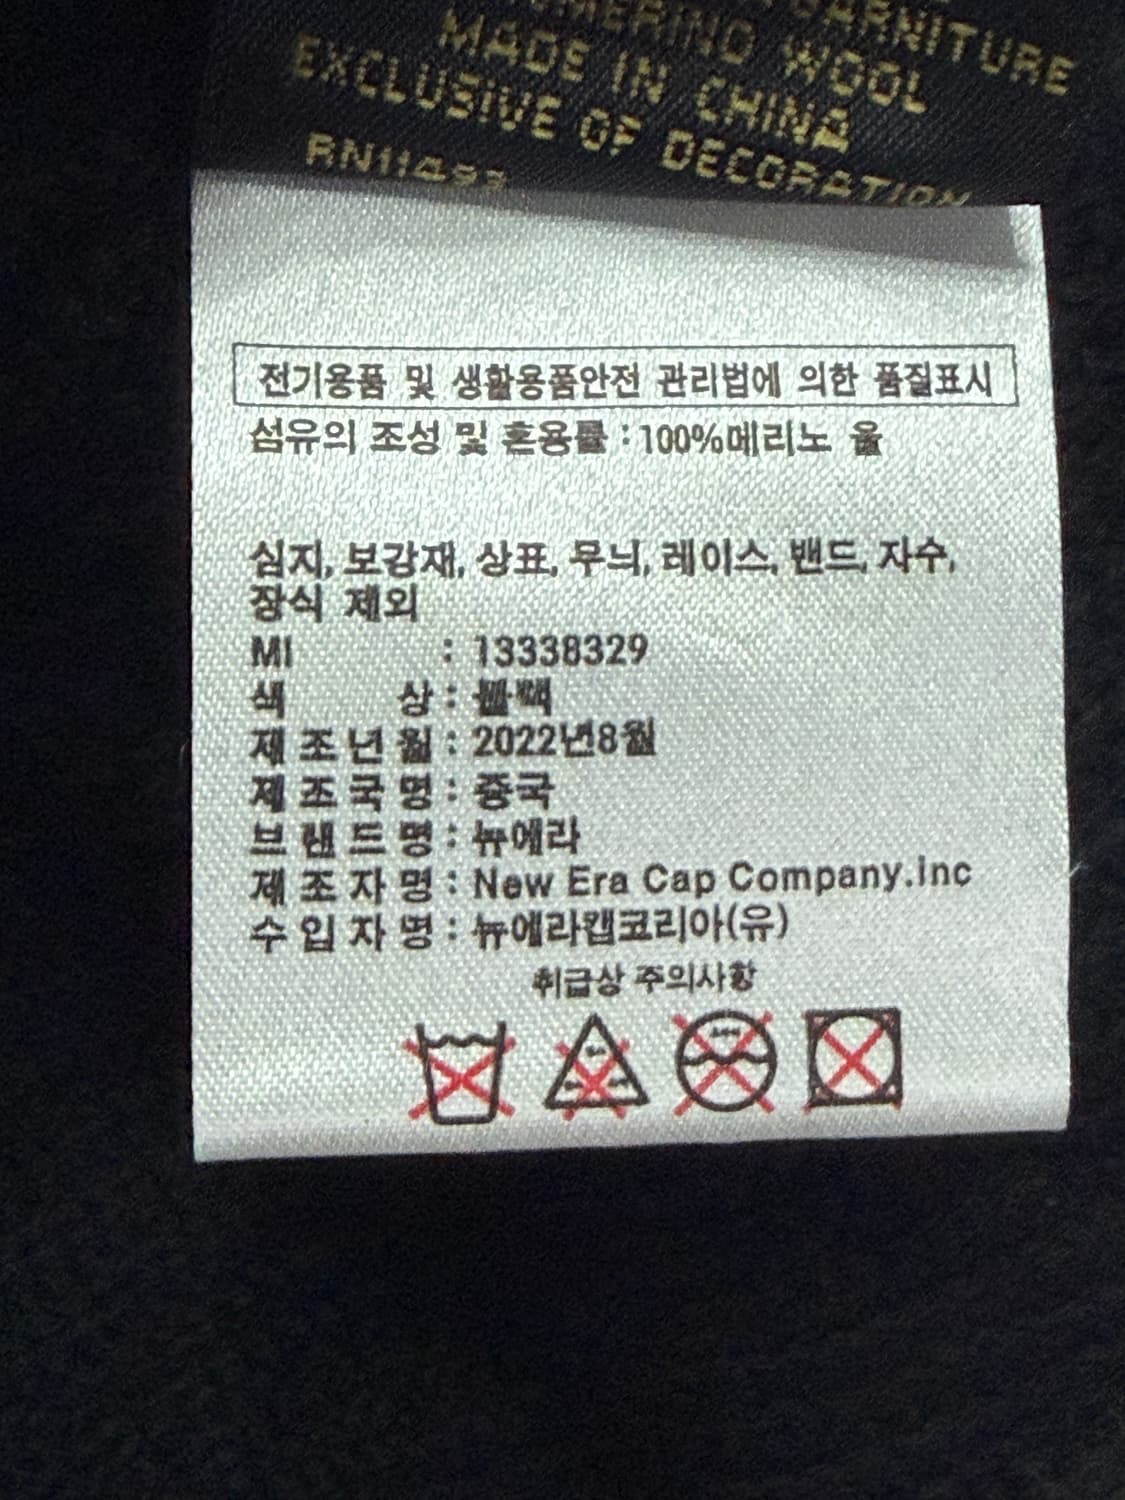 GARNITURE
MERINO WOOL
MADE IN CHINA
EXCLUSIVE OF DECORATION
전기용품 및 생활용품안전 관리법에 의한 품질표시
섬유의 조성 및 혼용률 : 100%메리노 울
심지, 보강재, 상표, 무늬, 레이스, 밴드, 자수,
장식 제외
MI : 13338329
색 상 : 블랙
제 조 년 월 : 2022년8월
제 조 국 명 : 중국
브 랜 드 명 : 뉴에라
제 조 자 명 : New Era Cap Company.Inc
수 입 자 명 : 뉴에라캡코리아(유)
취급상 주의사항